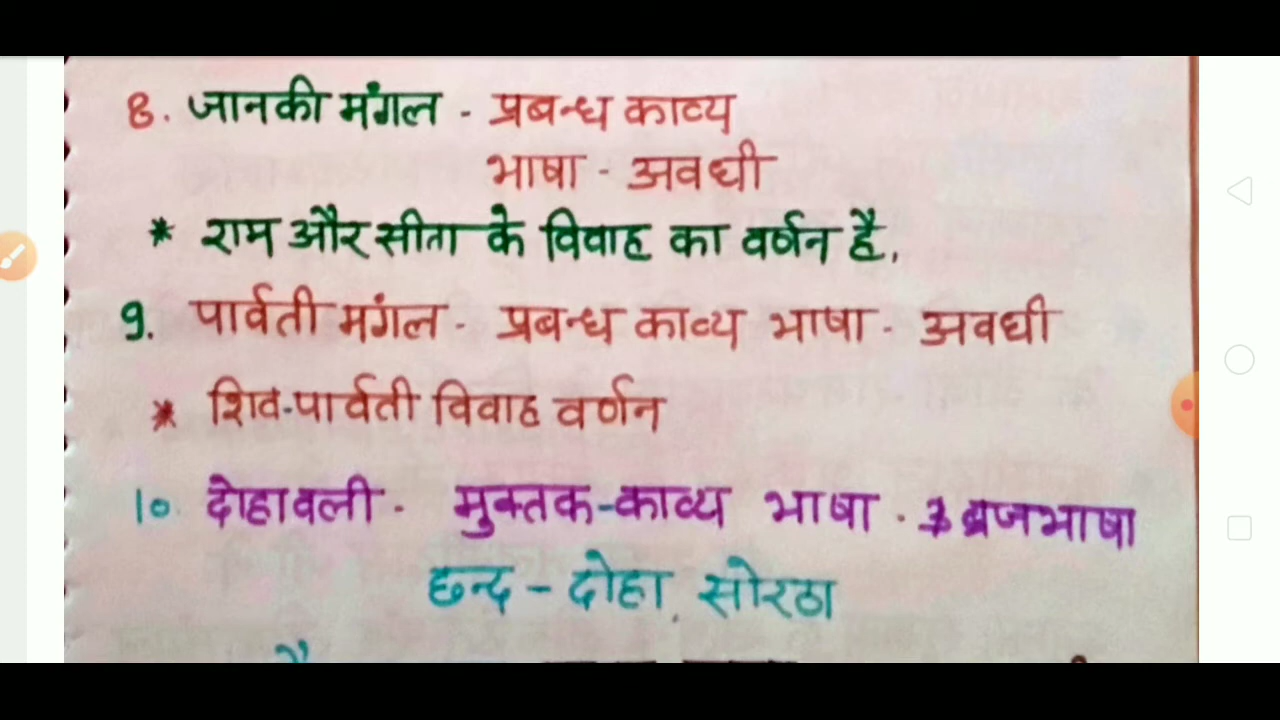 8. जानकी मंगल - प्रबन्ध काव्य
भाषा - अवधी
* राम और सीता के विवाह का वर्णन है.
9. पार्वती मंगल - प्रबन्ध काव्य भाषा - अवधी
* शिव-पार्वती विवाह वर्णन
10. दोहावली - मुक्तक-काव्य भाषा - ब्रजभाषा
छन्द - दोहा, सोरठा